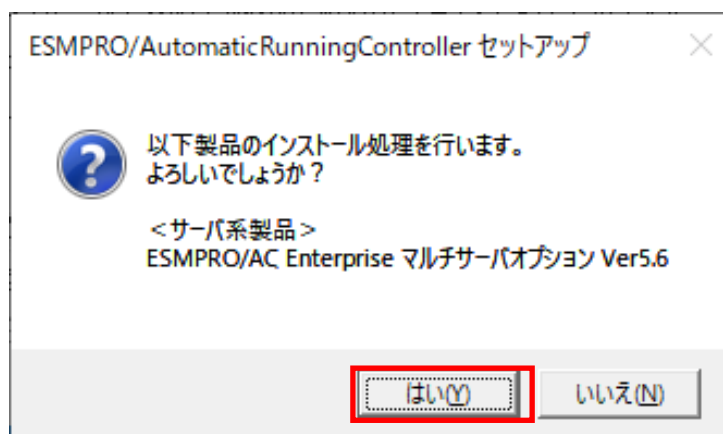 ESMPRO/AutomaticRunningController セットアップ
以下製品のインストール処理を行います。
よろしいでしょうか？
＜サーバ系製品＞
ESMPRO/AC Enterprise マルチサーバオプション Ver5.6
はい(Y)
いいえ(N)